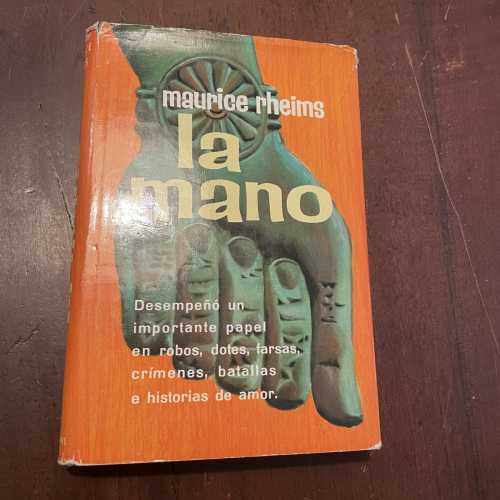 maurice rheims
la
mano
Desempeñó un
importante papel
en robos, dotes, farsas,
crímenes, batallas
e historias de amor.